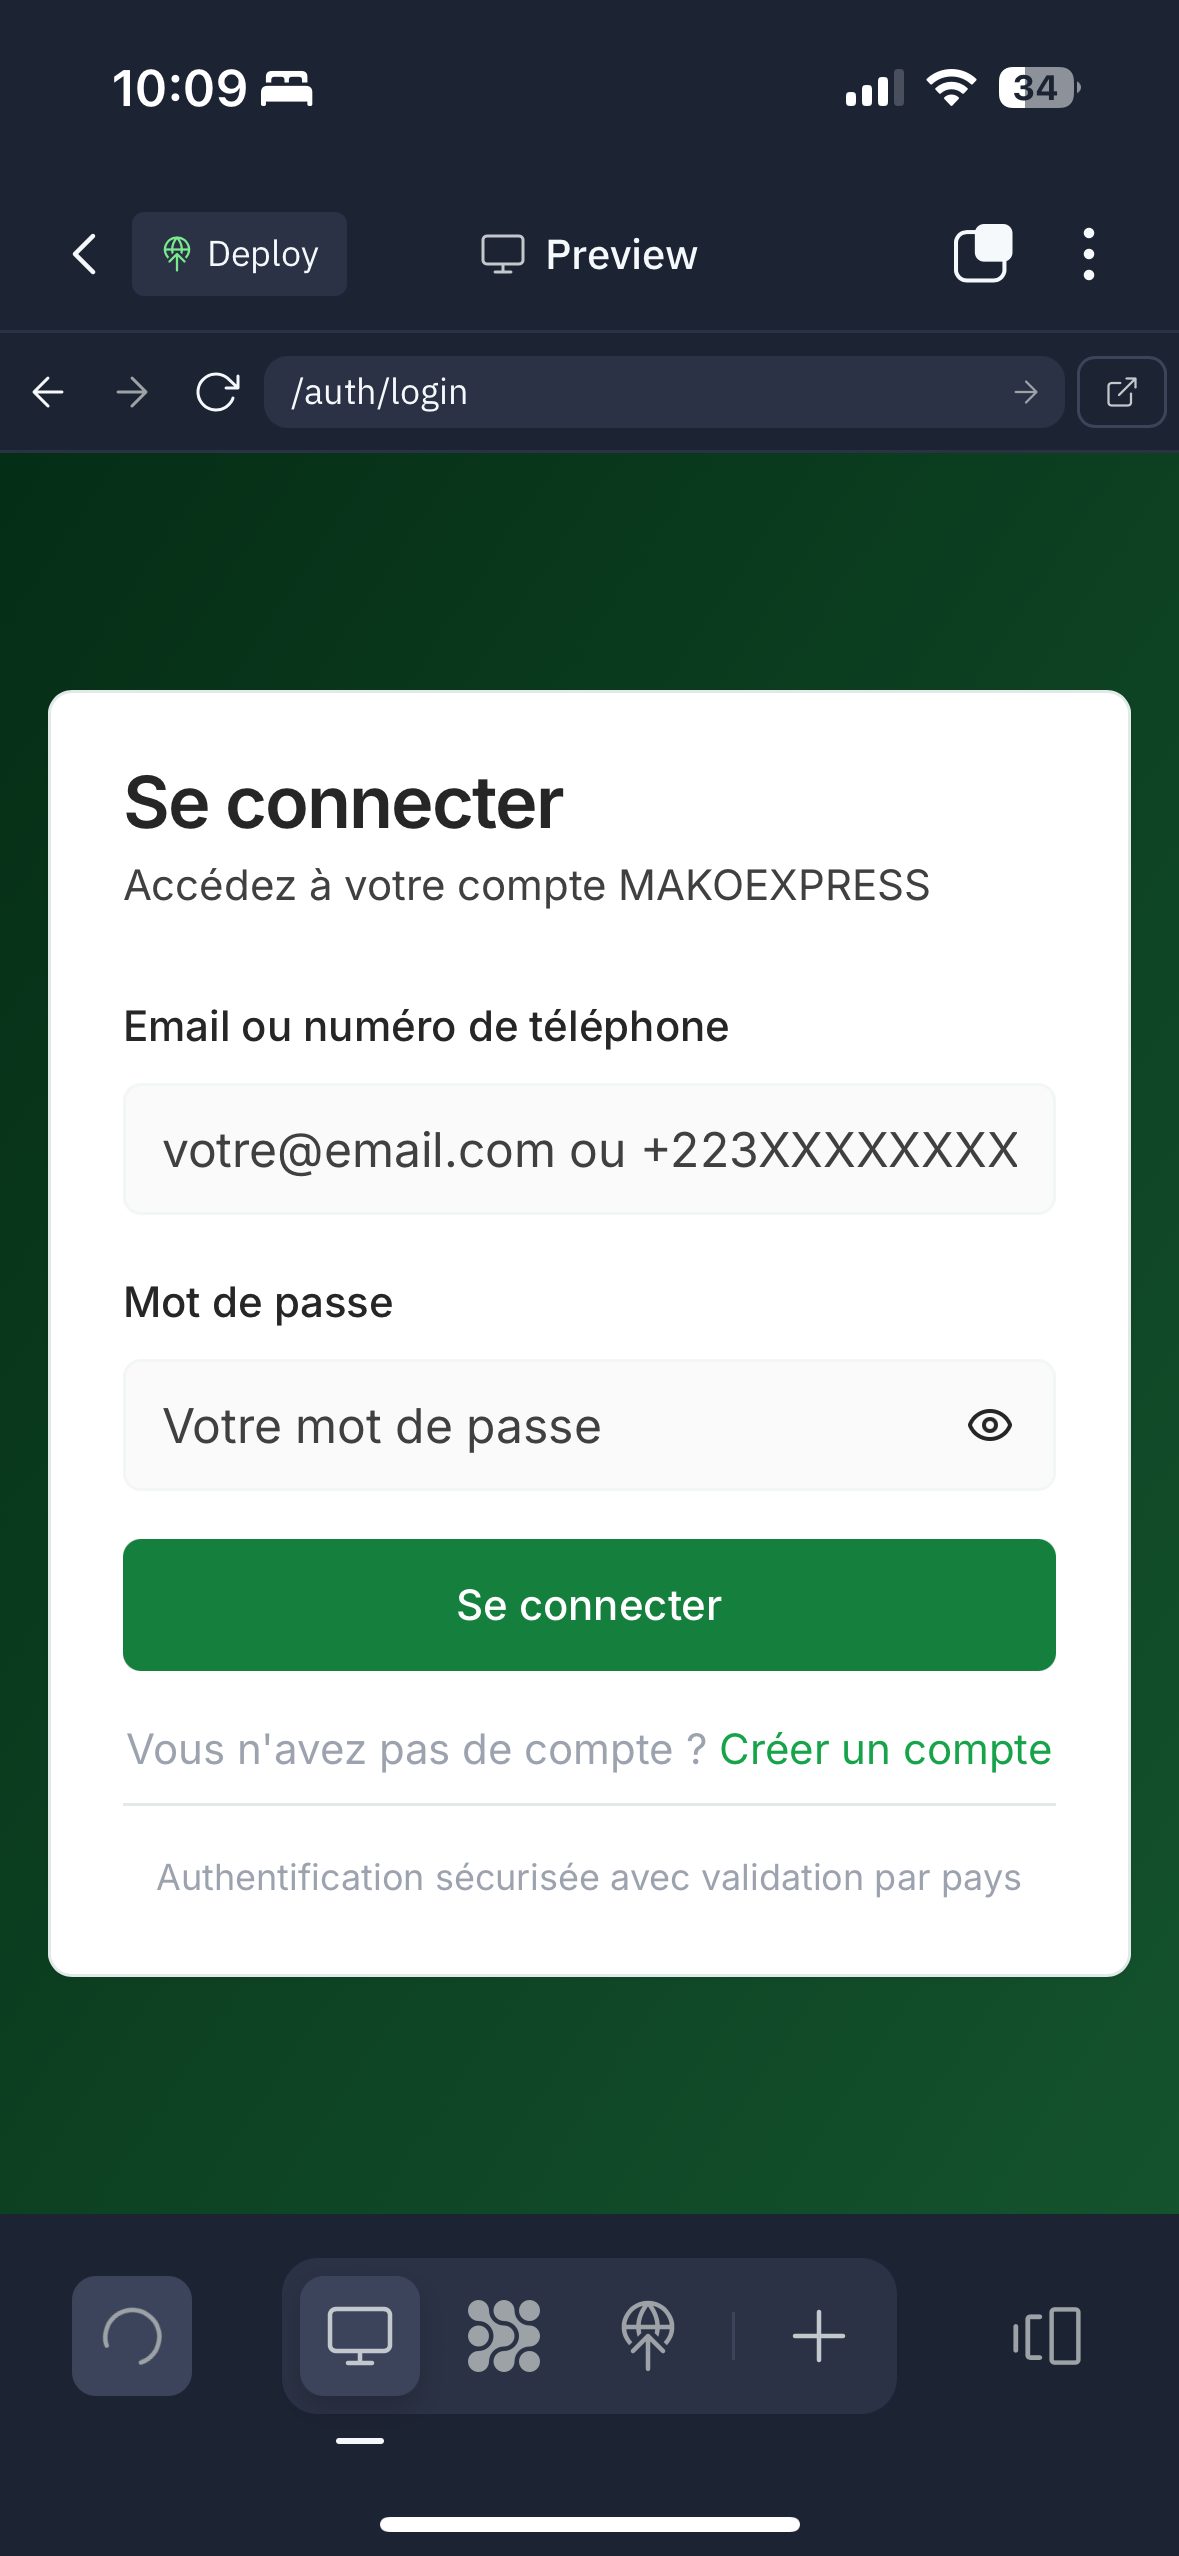 10:09
34
Deploy
Preview
/auth/login
Se connecter
Accédez à votre compte MAKOEXPRESS
Email ou numéro de téléphone
votre@email.com ou +223XXXXXXXX
Mot de passe
Votre mot de passe
Se connecter
Vous n'avez pas de compte ? Créer un compte
Authentification sécurisée avec validation par pays